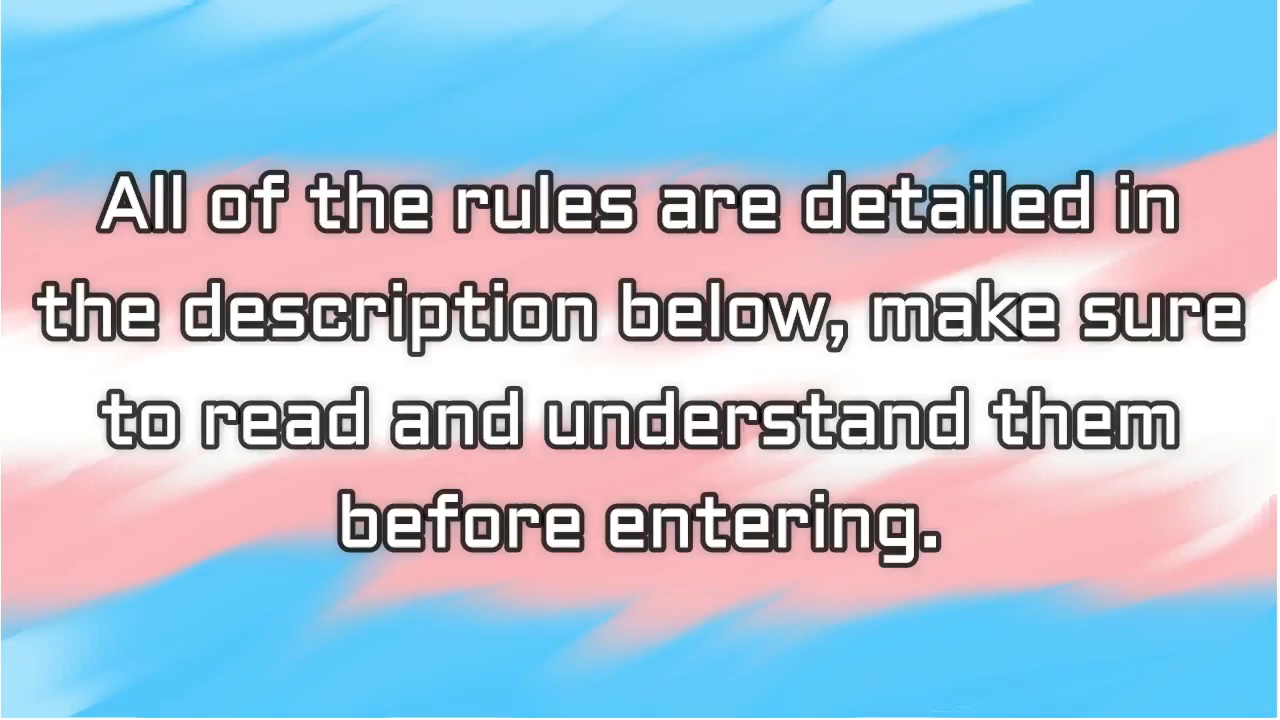 All of the rules are detailed in
the description below, make sure
to read and understand them
before entering.